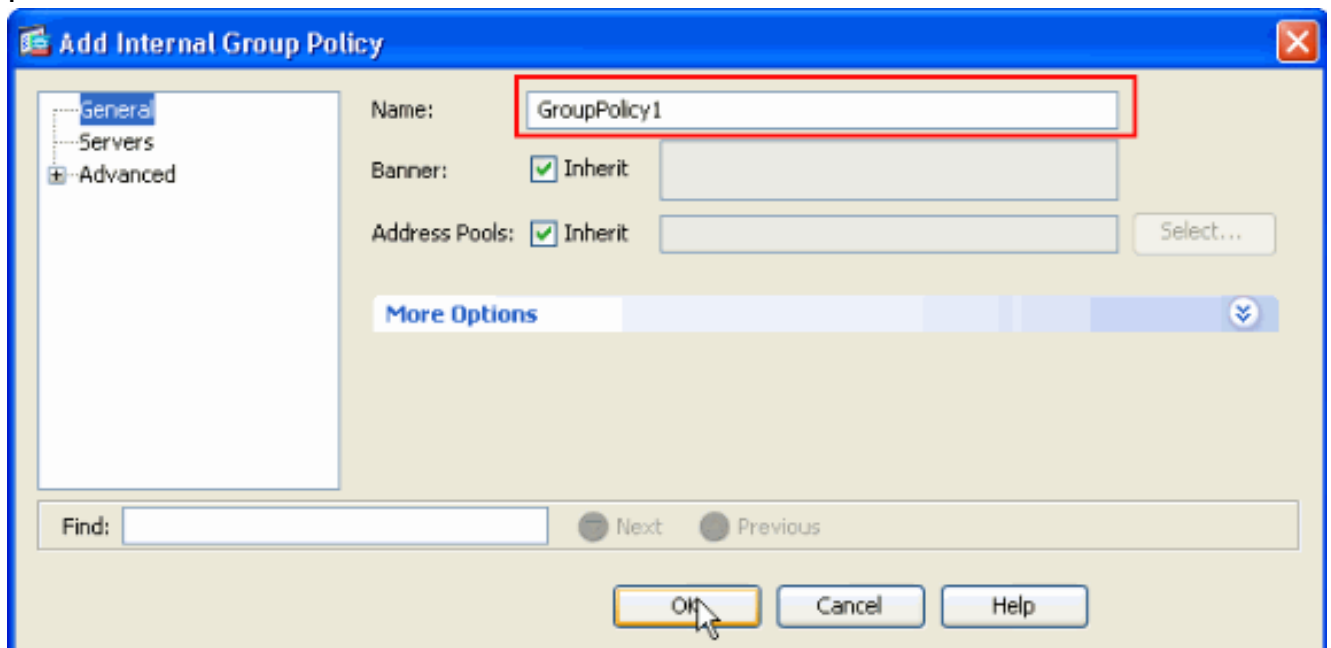 Add Internal Group Policy
General
Servers
Advanced
Name: GroupPolicy1
Banner: Inherit
Address Pools: Inherit Select...
More Options
Find: Next Previous
OK Cancel Help